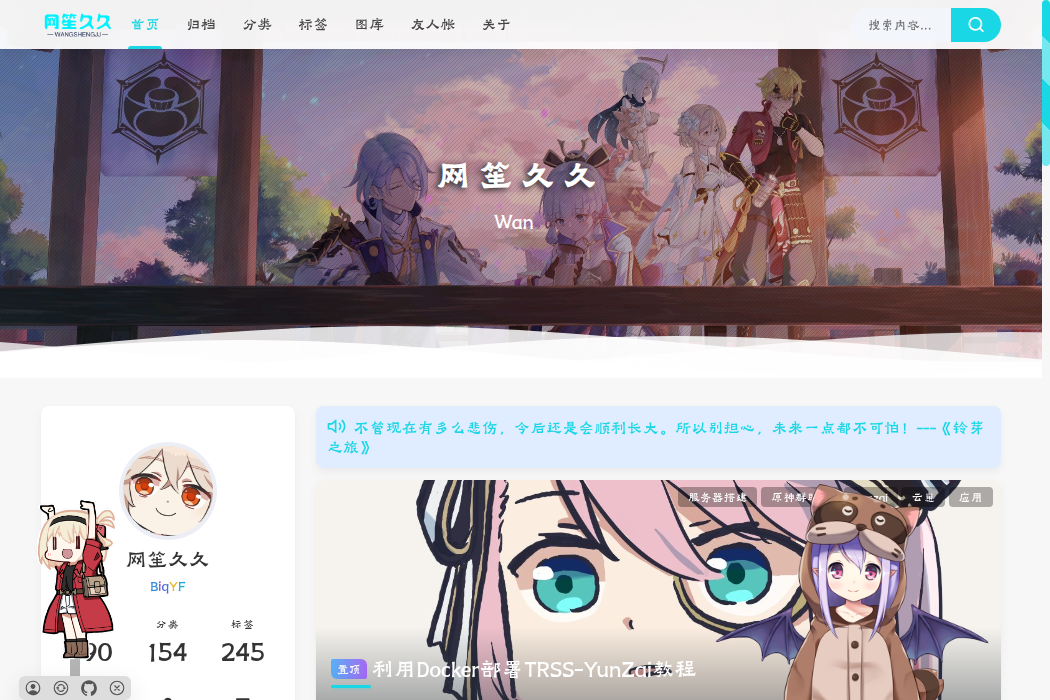 网笙久久
—WANGSHENGJJ—
首页 归档 分类 标签 图库 友人帐 关于
搜索内容...
网笙久久
Wan
不管现在有多么悲伤，今后还是会顺利长大。所以别担心，未来一点都不可怕！---《铃芽
之旅》
服务器搭建 原神群 云崽 应用
网笙久久
BiqYF
分类 标签
90 154 245
置顶 利用Docker部署TRSS-YunZai教程